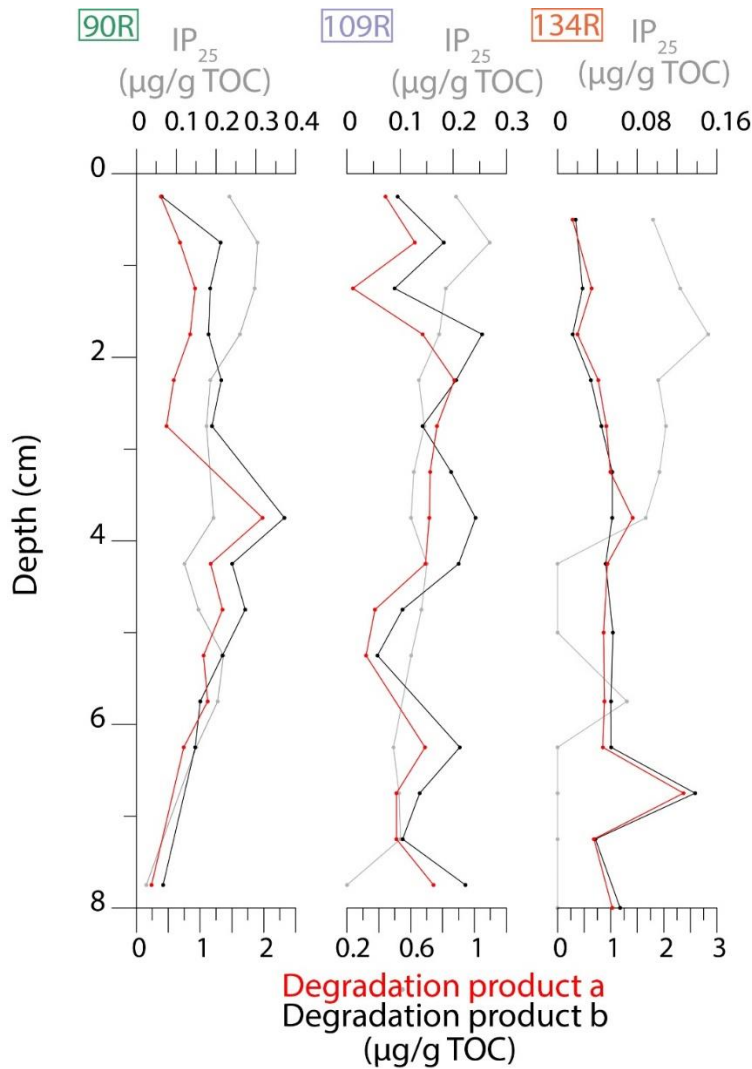 90R 109R 134R
IP25 IP25 IP25
(µg/g TOC) (µg/g TOC) (µg/g TOC)
0 0.1 0.2 0.3 0.4 0 0.1 0.2 0.3 0 0.08 0.16
0
2
4
6
8
Depth (cm)
0 1 2 0.2 0.6 1 0 1 2 3
Degradation product a
Degradation product b
(µg/g TOC)